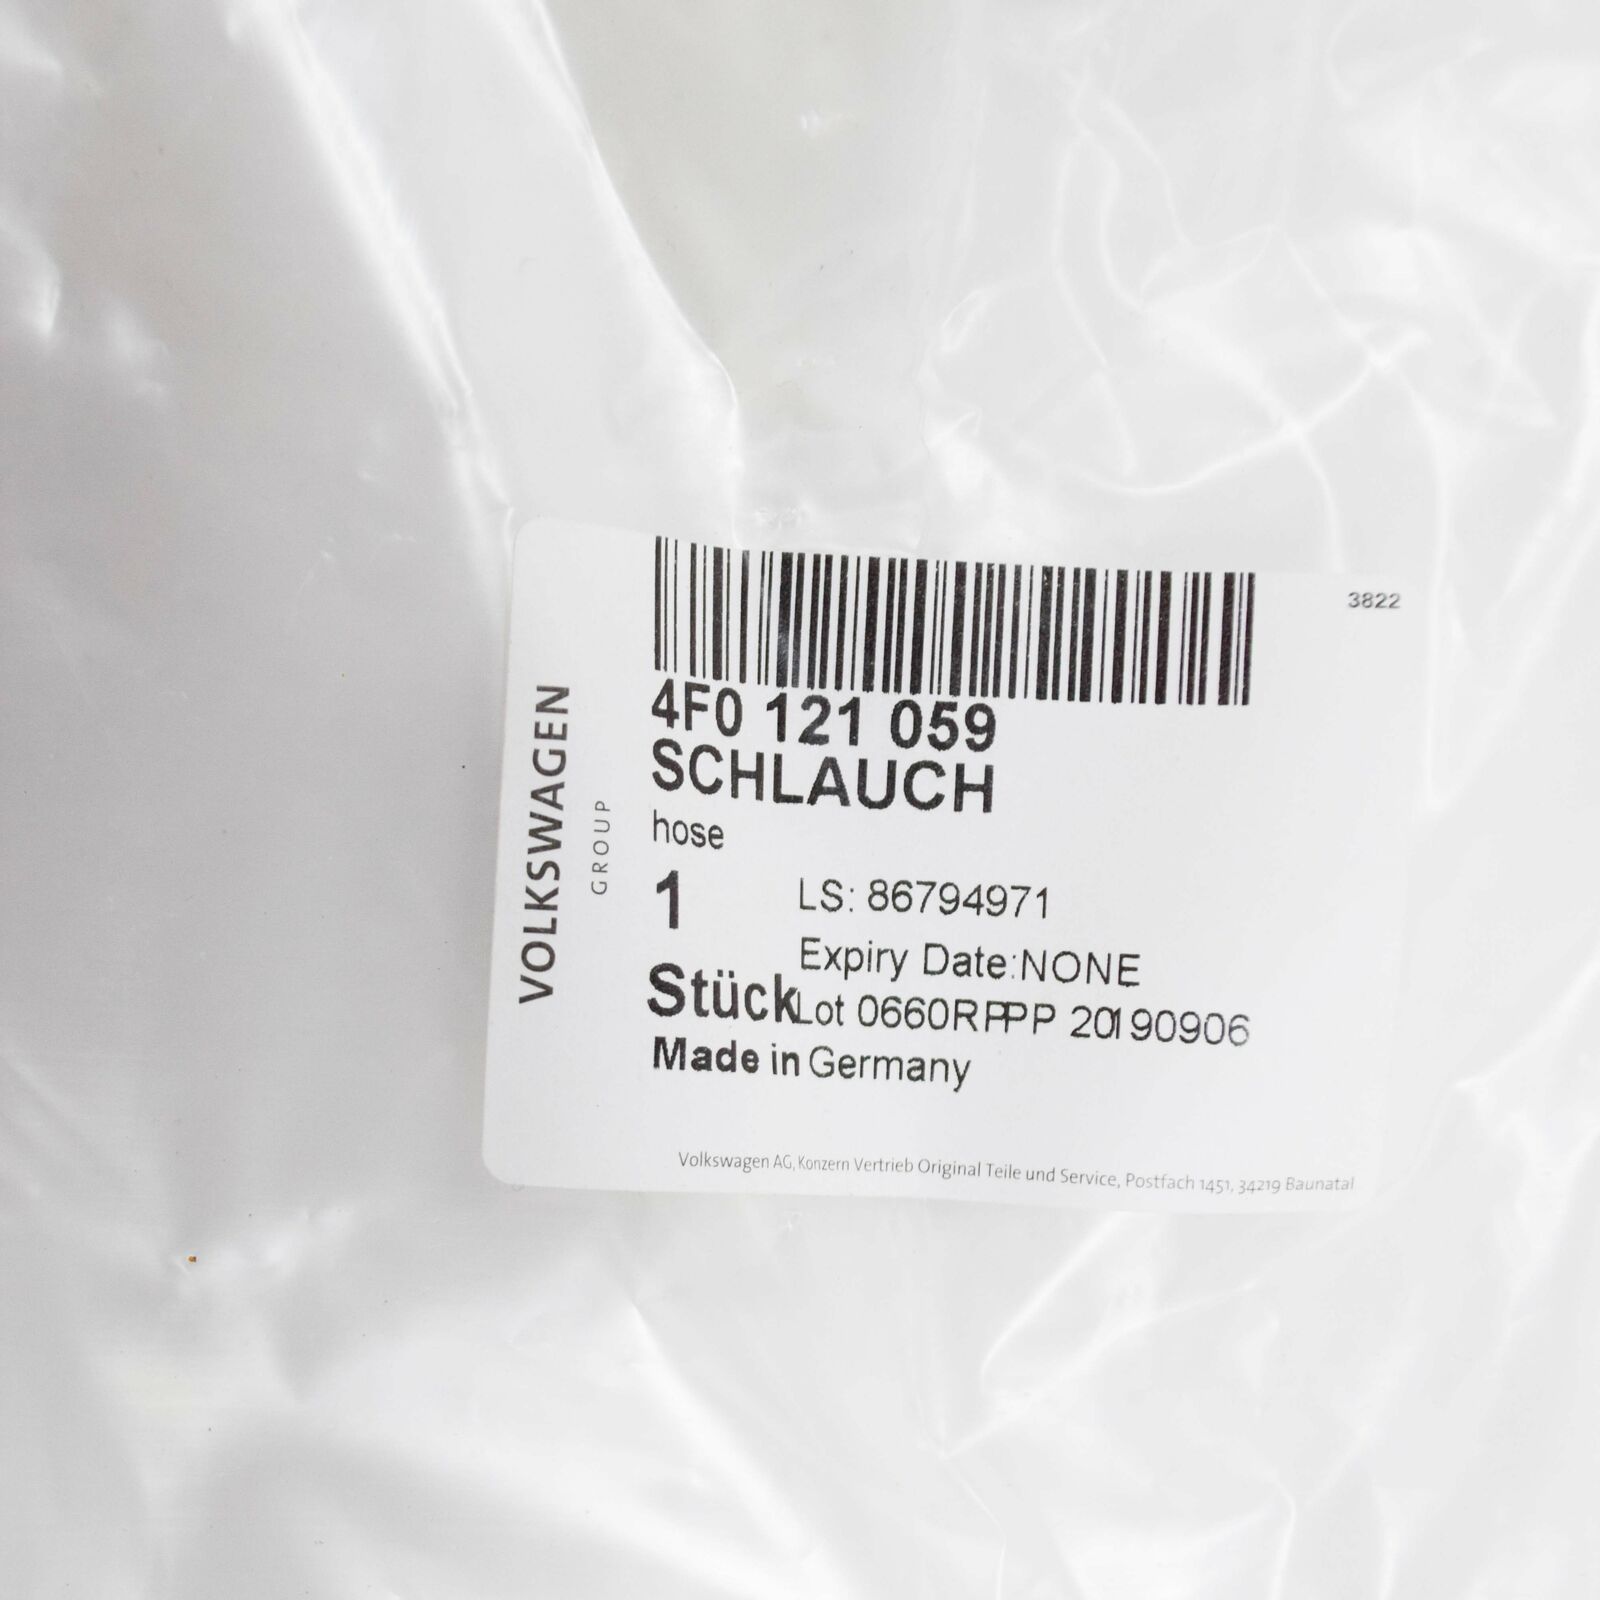 3822
4F0 121 059
SCHLAUCH
hose
1
LS: 86794971
Expiry Date:NONE
Stück
Lot 0660RPPP 20190906
Made in Germany
VOLKSWAGEN
GROUP
Volkswagen AG, Konzern Vertrieb Original Teile und Service, Postfach 1451, 34219 Baunatal